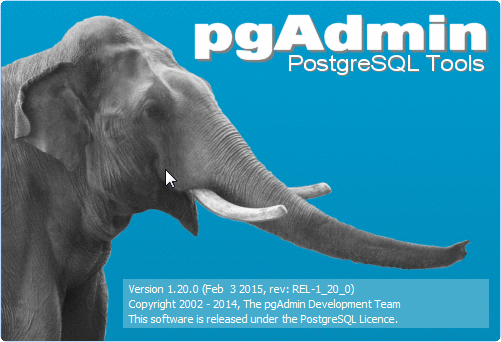 pgAdmin
PostgreSQL Tools
Version 1.20.0 (Feb  3 2015, rev: REL-1_20_0)
Copyright 2002 - 2014, The pgAdmin Development Team
This software is released under the PostgreSQL Licence.